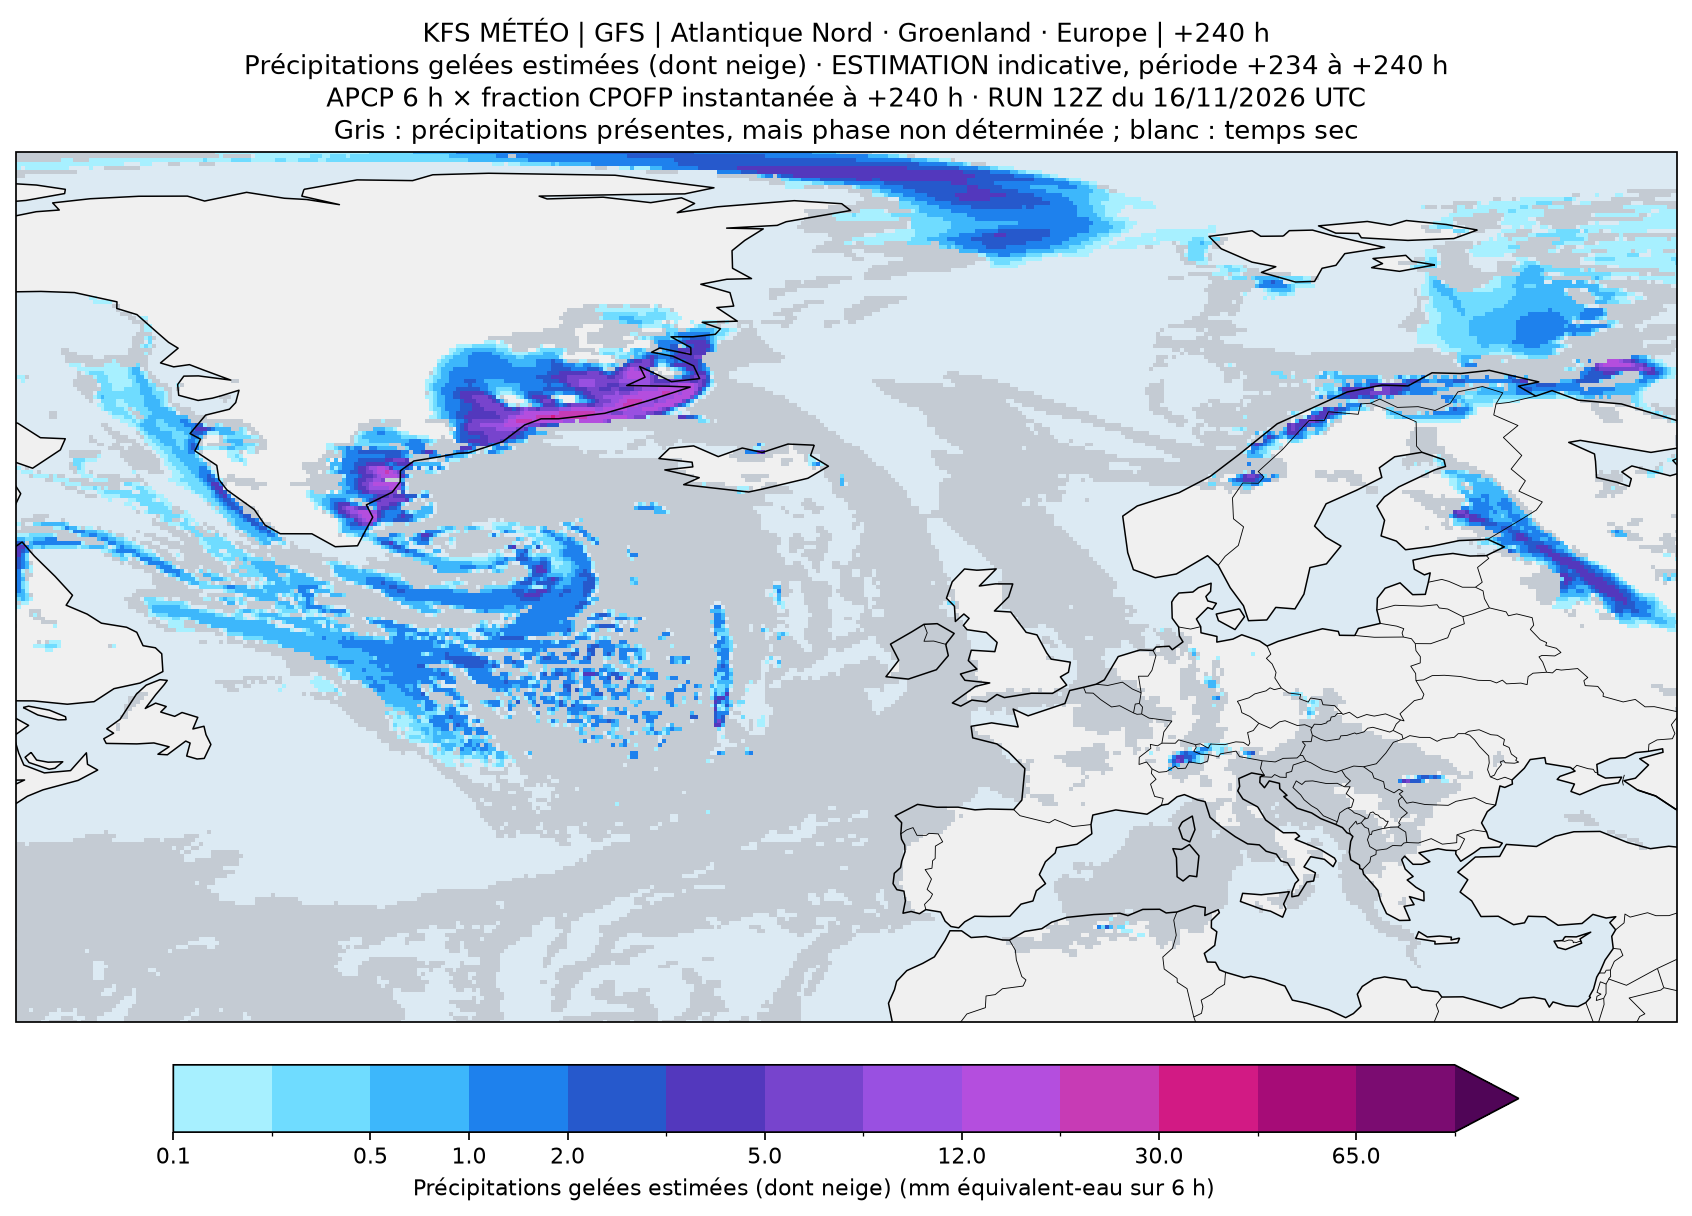 KFS MÉTÉO | GFS | Atlantique Nord · Groenland · Europe | +240 h
Précipitations gelées estimées (dont neige) · ESTIMATION indicative, période +234 à +240 h
APCP 6 h × fraction CPOFP instantanée à +240 h · RUN 12Z du 16/11/2026 UTC
Gris : précipitations présentes, mais phase non déterminée ; blanc : temps sec
0.1 0.5 1.0 2.0 5.0 12.0 30.0 65.0
Précipitations gelées estimées (dont neige) (mm équivalent-eau sur 6 h)